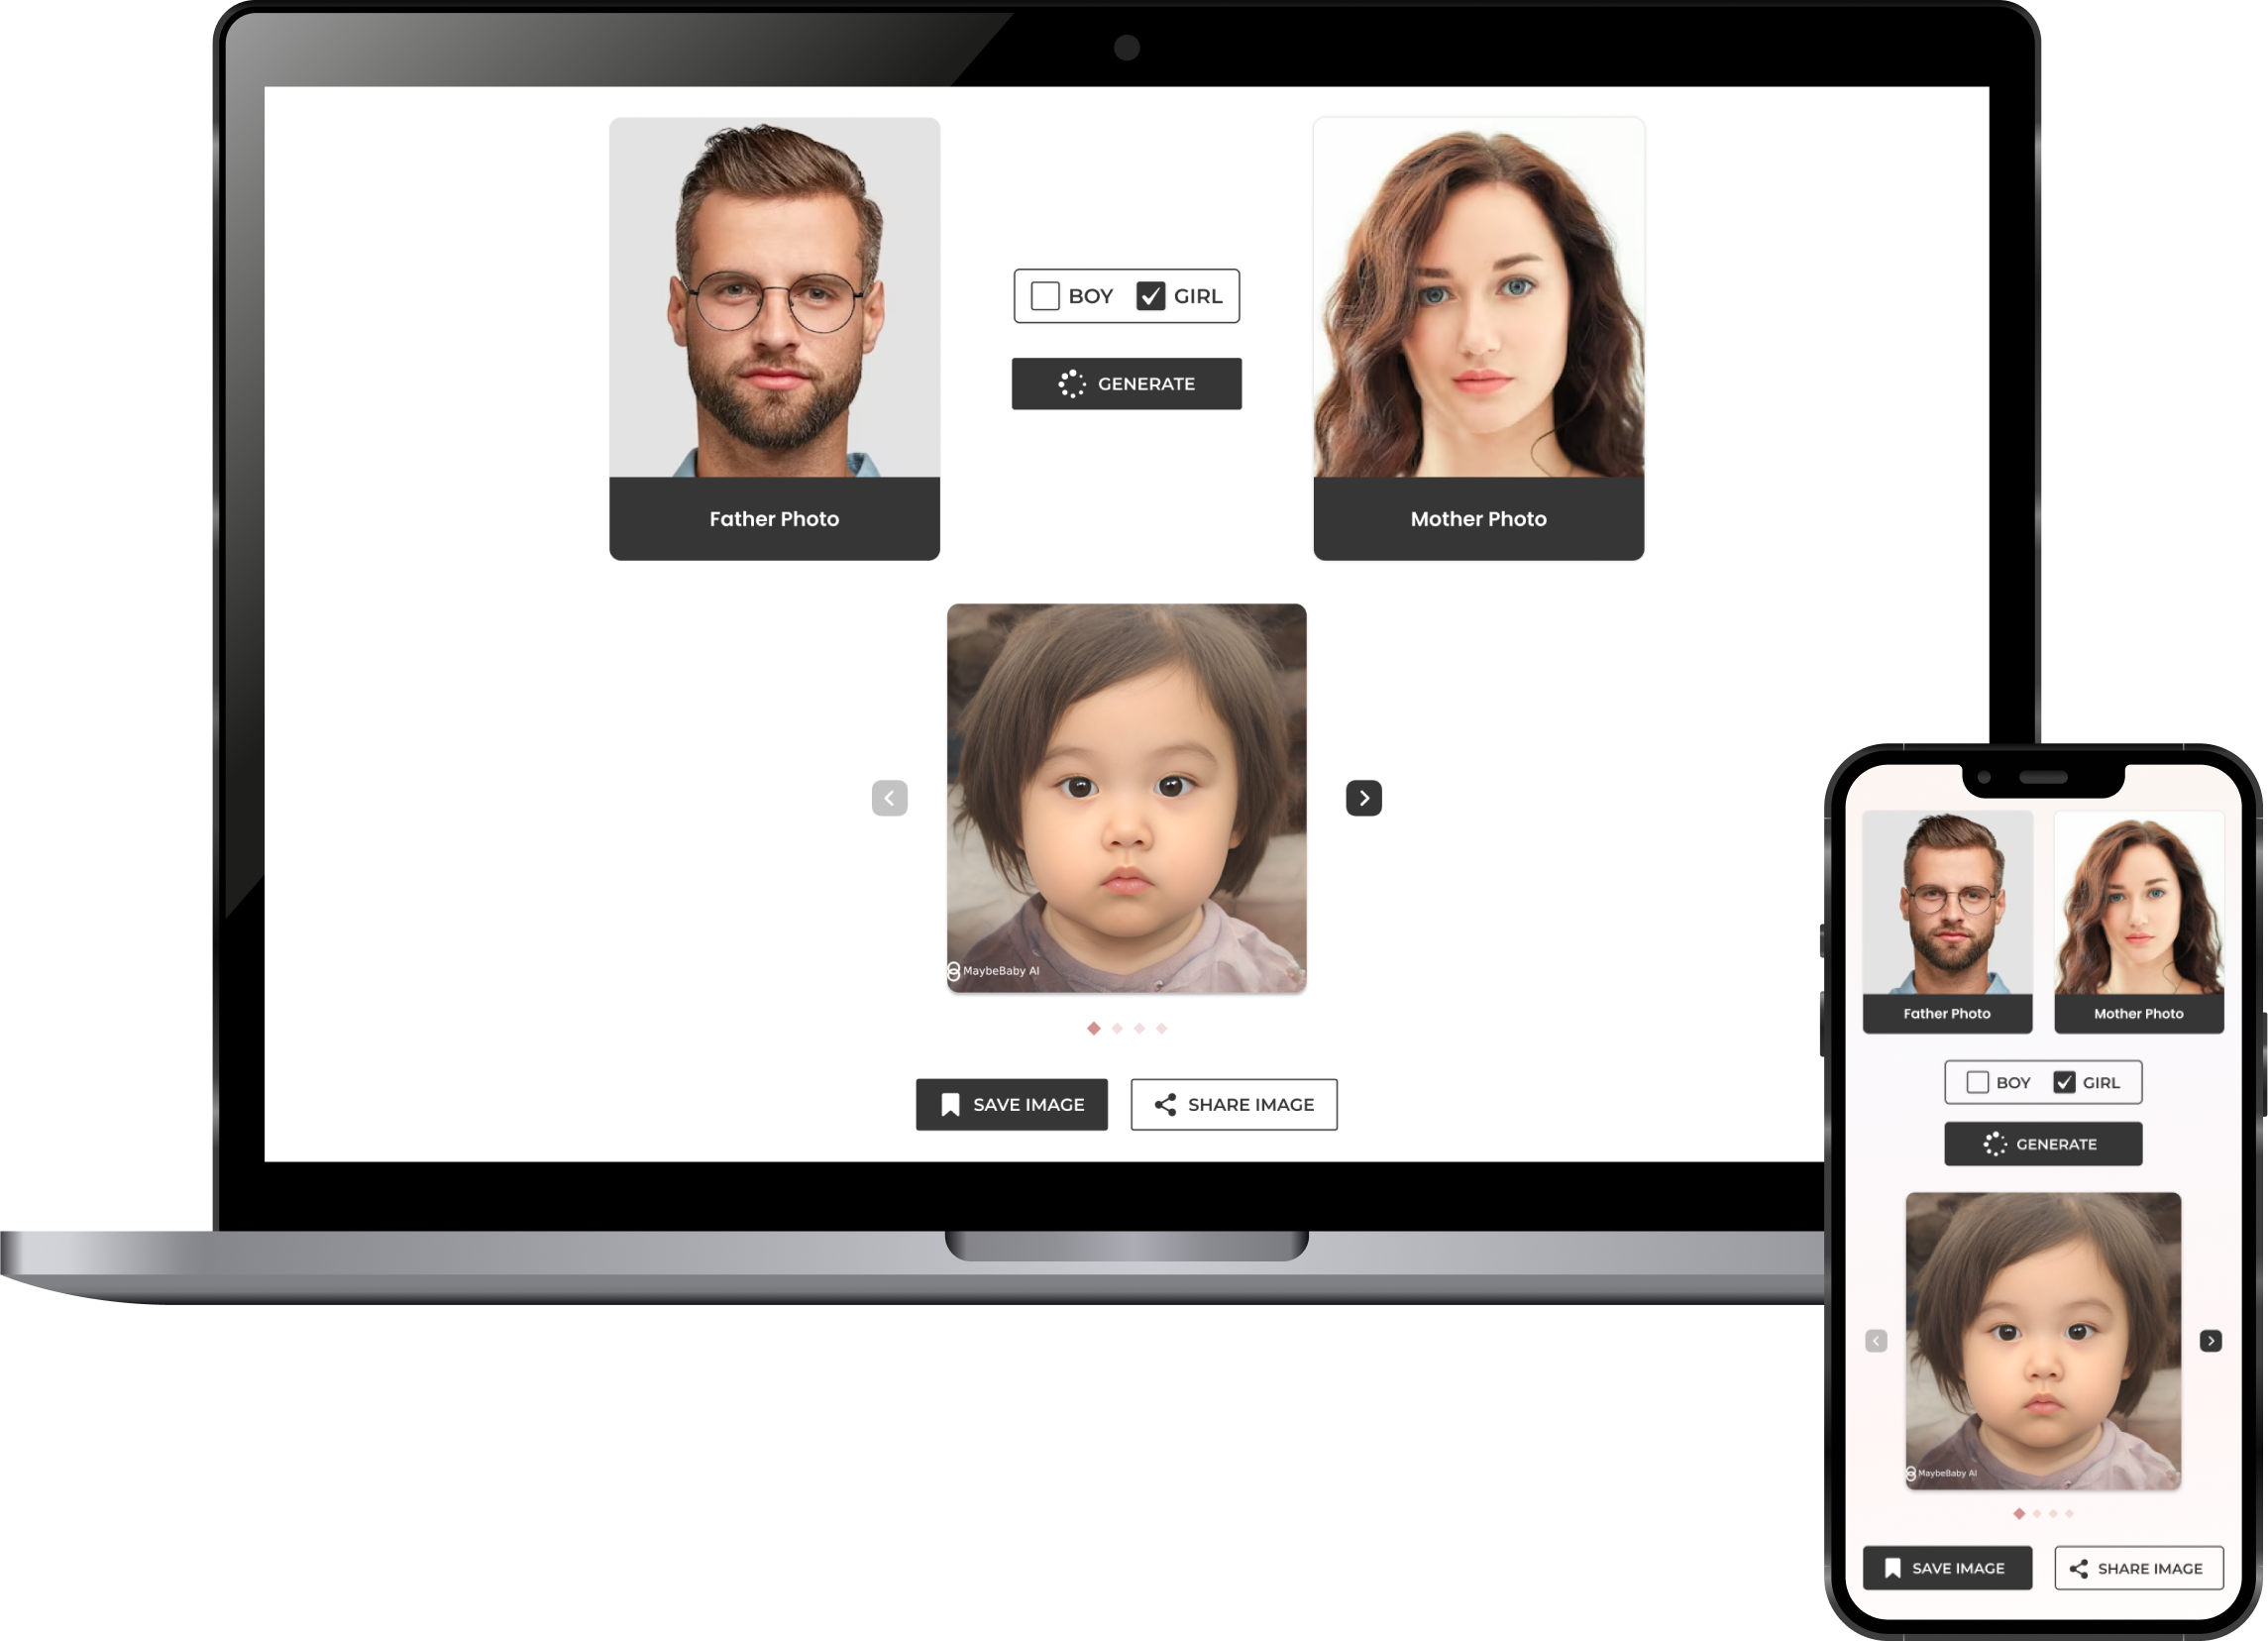 BOY GIRL
GENERATE
Father Photo
Mother Photo
MaybeBaby AI
SAVE IMAGE
SHARE IMAGE
Father Photo
Mother Photo
BOY GIRL
GENERATE
MaybeBaby AI
SAVE IMAGE
SHARE IMAGE